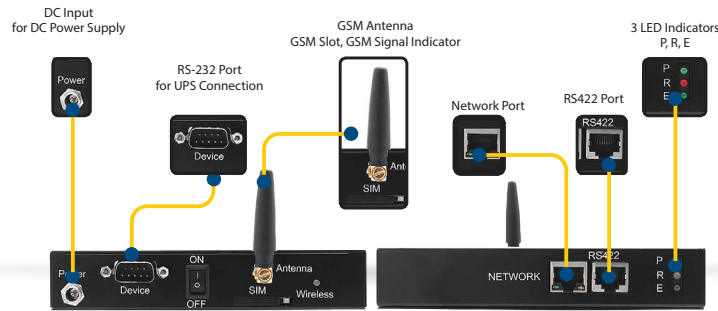 DC Input
for DC Power Supply
GSM Antenna
GSM Slot, GSM Signal Indicator
3 LED Indicators
P, R, E
RS-232 Port
for UPS Connection
Network Port
RS422 Port
Power
Device
Ant
SIM
RS422
P
R
E
Power
Device
ON
OFF
SIM
Antenna
Wireless
NETWORK
RS422
P
R
E